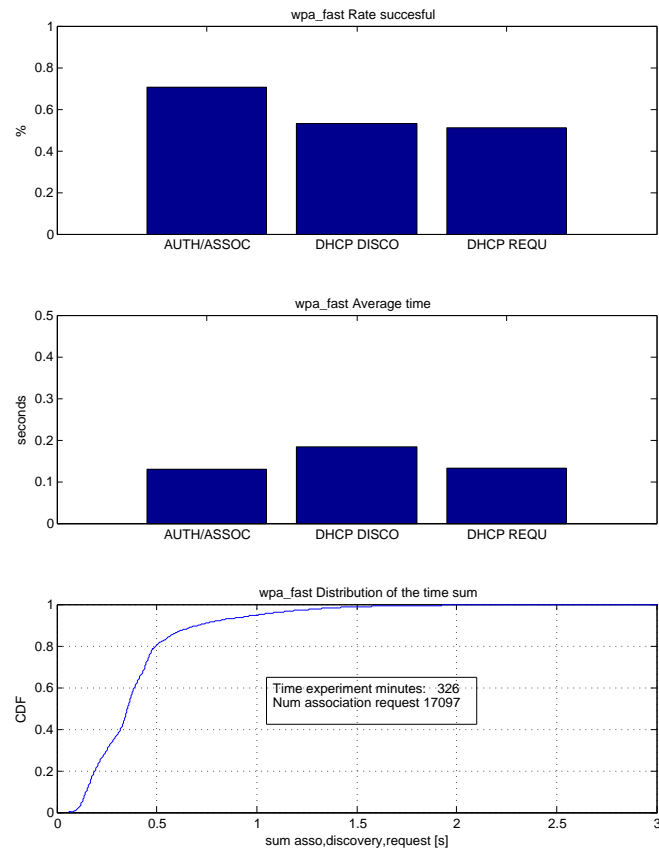 wpa_fast Rate succesful
1
0.8
0.6
0.4
0.2
0
%
AUTH/ASSOC DHCP DISCO DHCP REQU
wpa_fast Average time
0.5
0.4
0.3
0.2
0.1
0
seconds
AUTH/ASSOC DHCP DISCO DHCP REQU
wpa_fast Distribution of the time sum
1
0.8
0.6
0.4
0.2
0
CDF
Time experiment minutes: 326
Num association request 17097
0 0.5 1 1.5 2 2.5 3
sum asso,discovery,request [s]